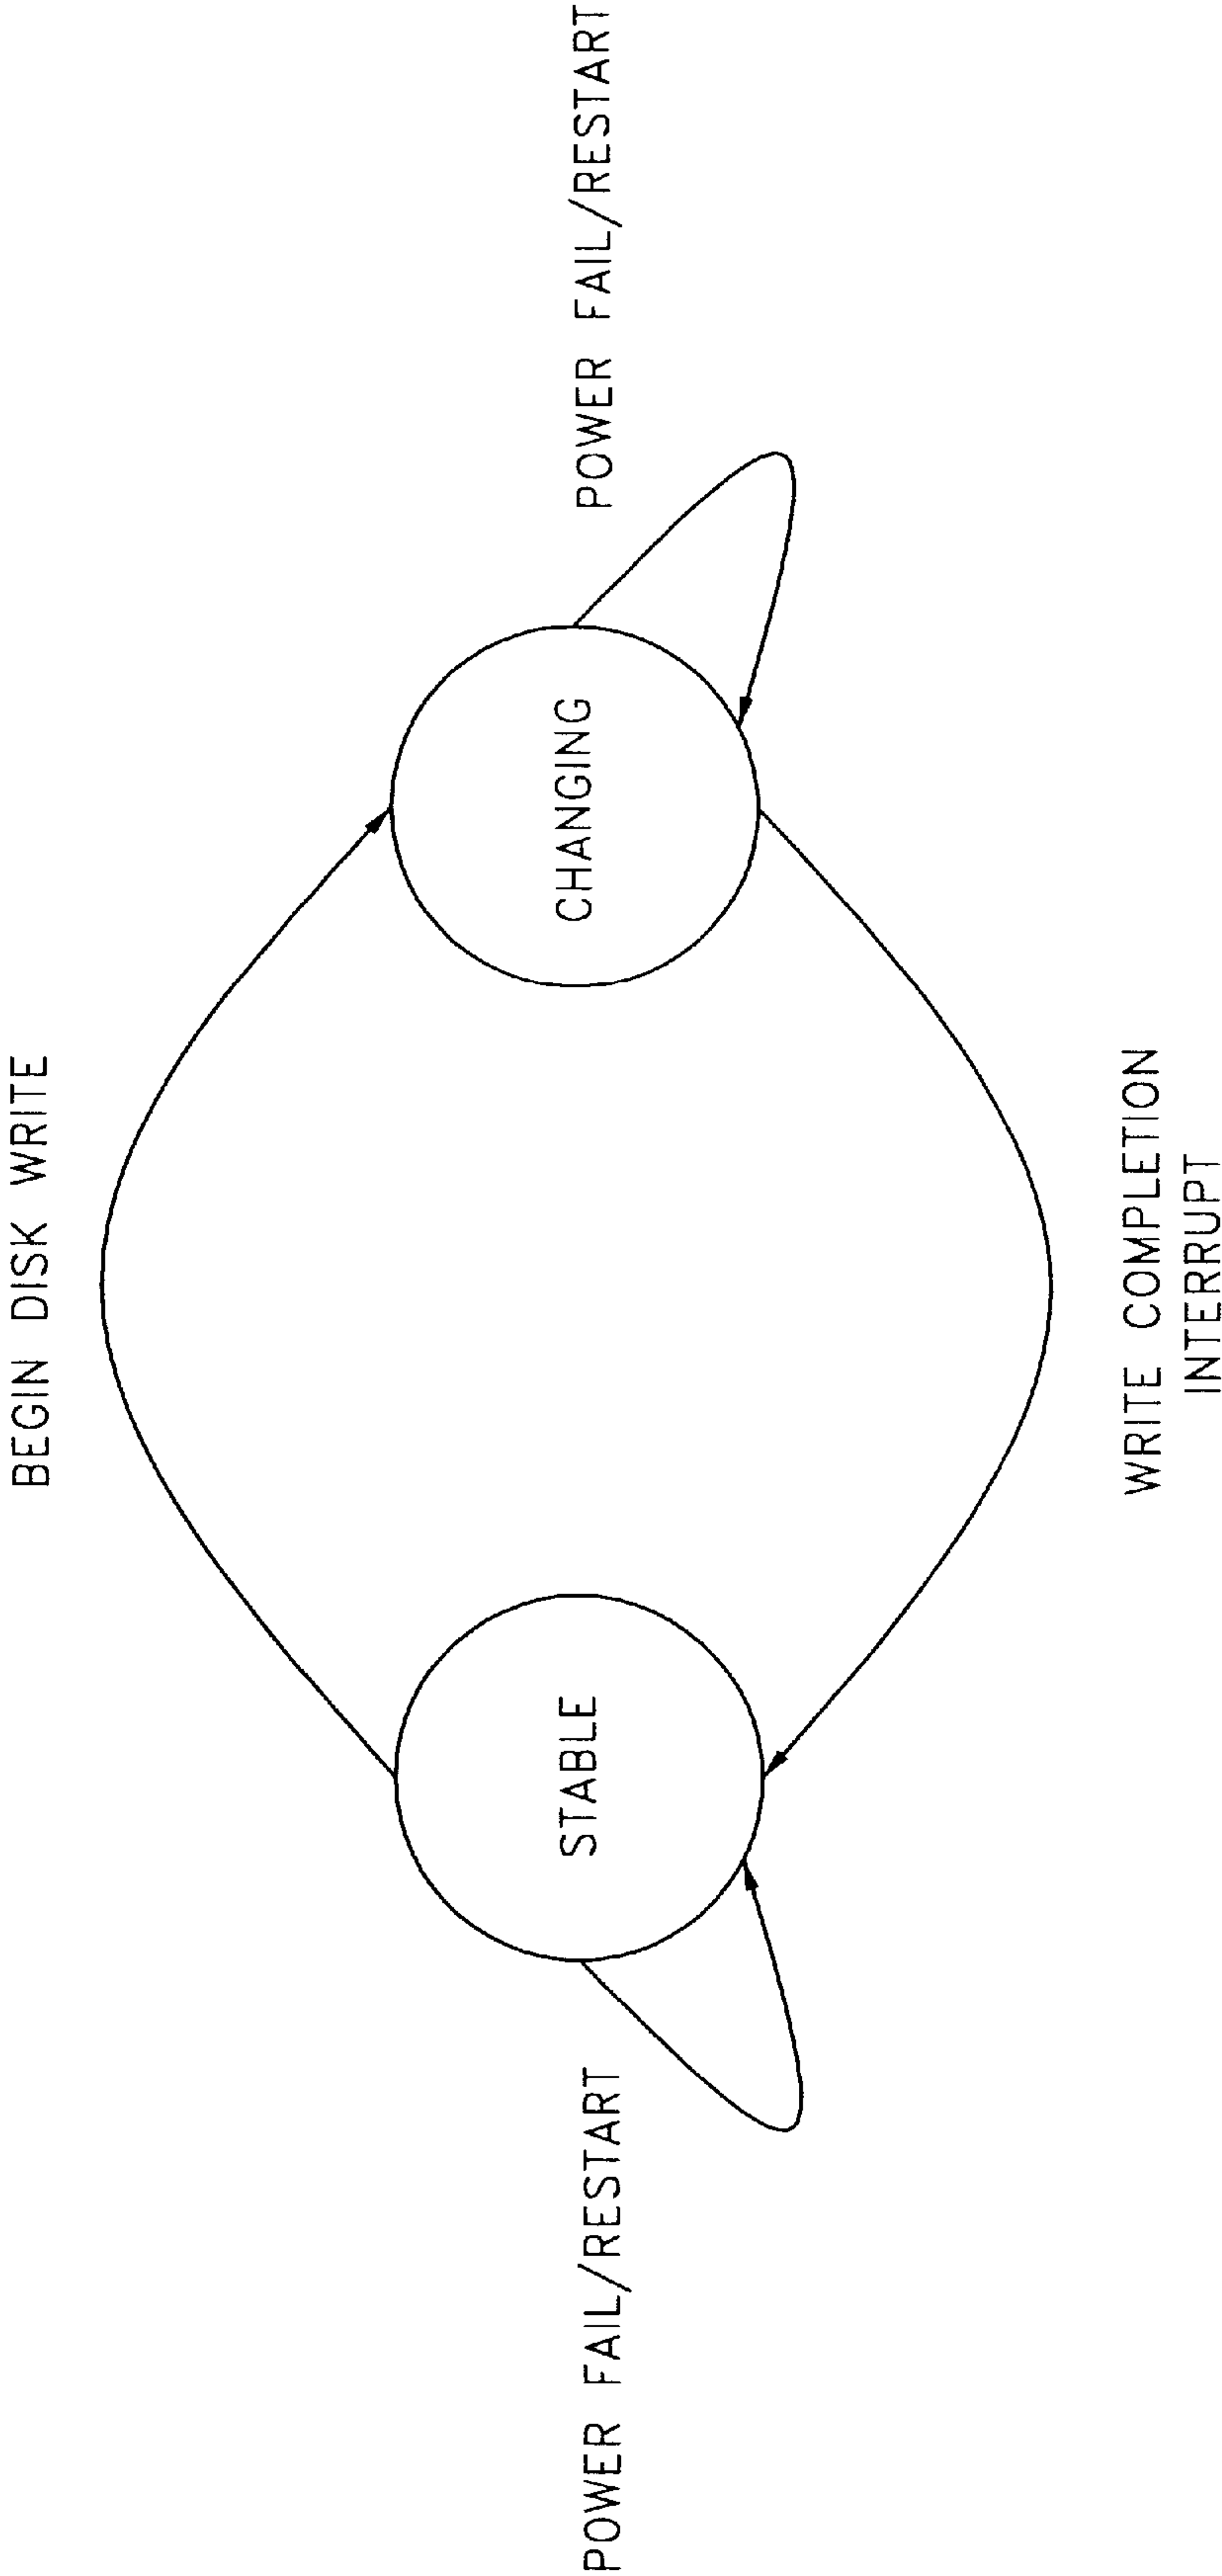 BEGIN DISK WRITE
POWER FAIL/RESTART
STABLE
CHANGING
POWER FAIL/RESTART
WRITE COMPLETION
INTERRUPT